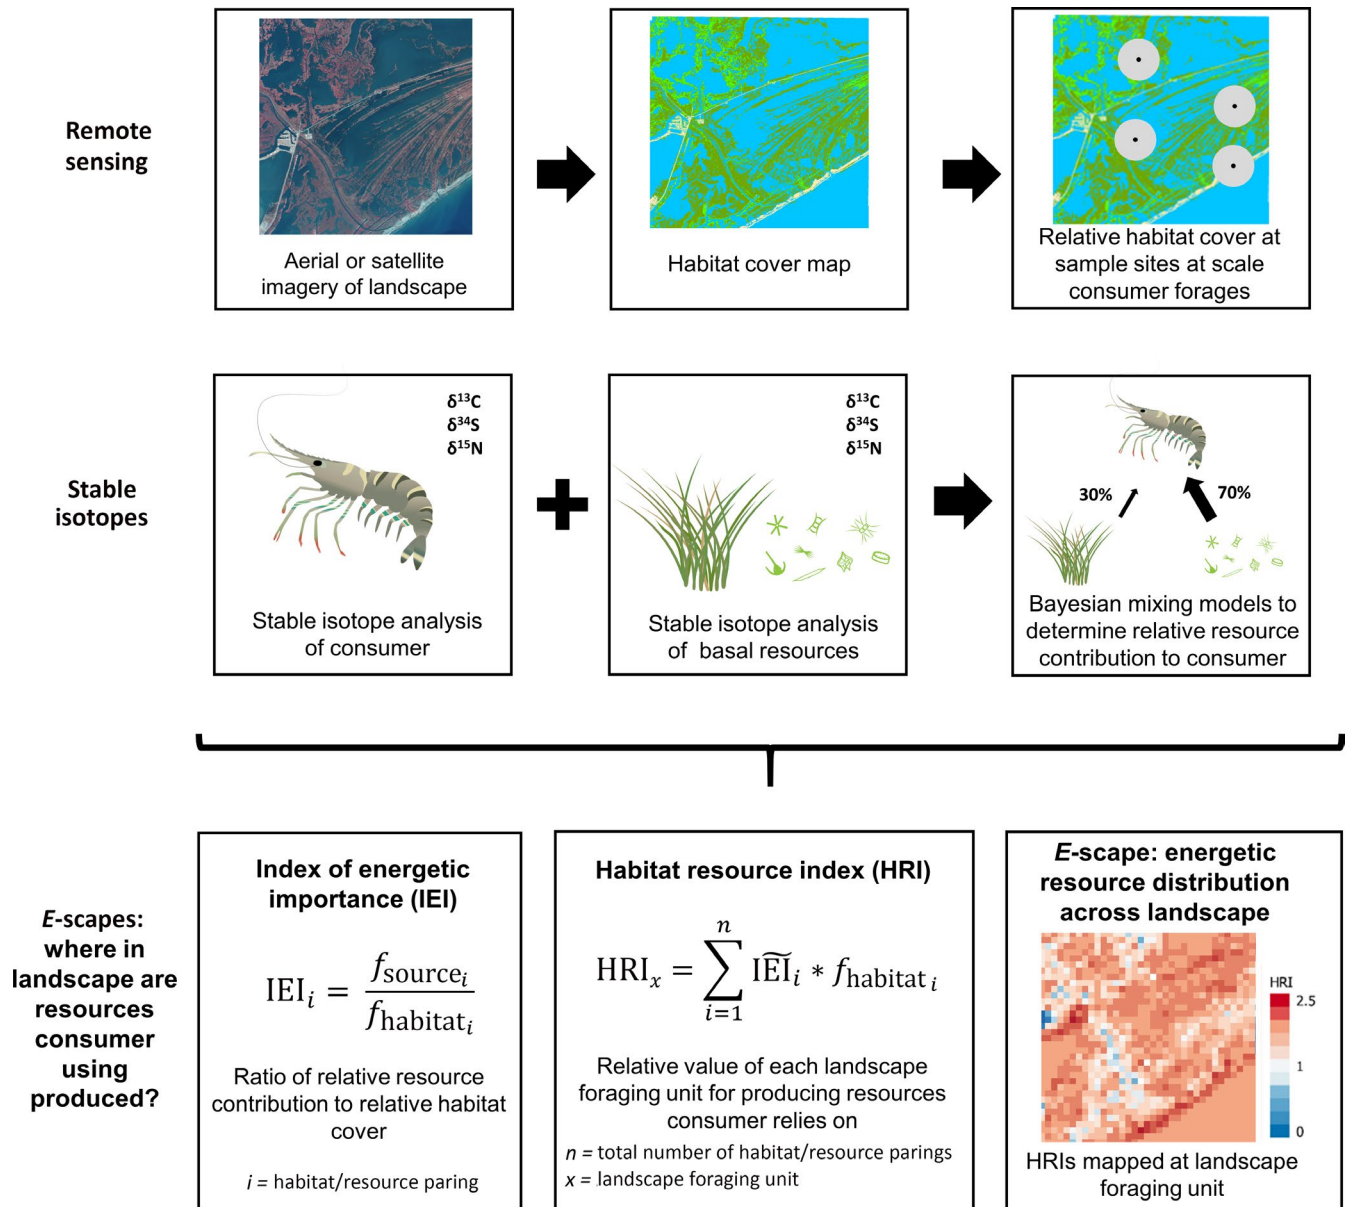 Remote
sensing
Aerial or satellite
imagery of landscape
Habitat cover map
Relative habitat cover at
sample sites at scale
consumer forages
Stable
isotopes
δ¹³C
δ³⁴S
δ¹⁵N
Stable isotope analysis
of consumer
δ¹³C
δ³⁴S
δ¹⁵N
Stable isotope analysis
of basal resources
30%
70%
Bayesian mixing models to
determine relative resource
contribution to consumer
E-scapes:
where in
landscape are
resources
consumer
using
produced?
Index of energetic
importance (IEI)
IEIᵢ = f sourceᵢ / f habitatᵢ
Ratio of relative resource
contribution to relative habitat
cover
i = habitat/resource paring
Habitat resource index (HRI)
HRIₓ = ∑ⁿᵢ₌₁ I͠EIᵢ * f habitatᵢ
Relative value of each landscape
foraging unit for producing resources
consumer relies on
n = total number of habitat/resource parings
x = landscape foraging unit
E-scape: energetic
resource distribution
across landscape
HRI
2.5
1
0
HRIs mapped at landscape
foraging unit